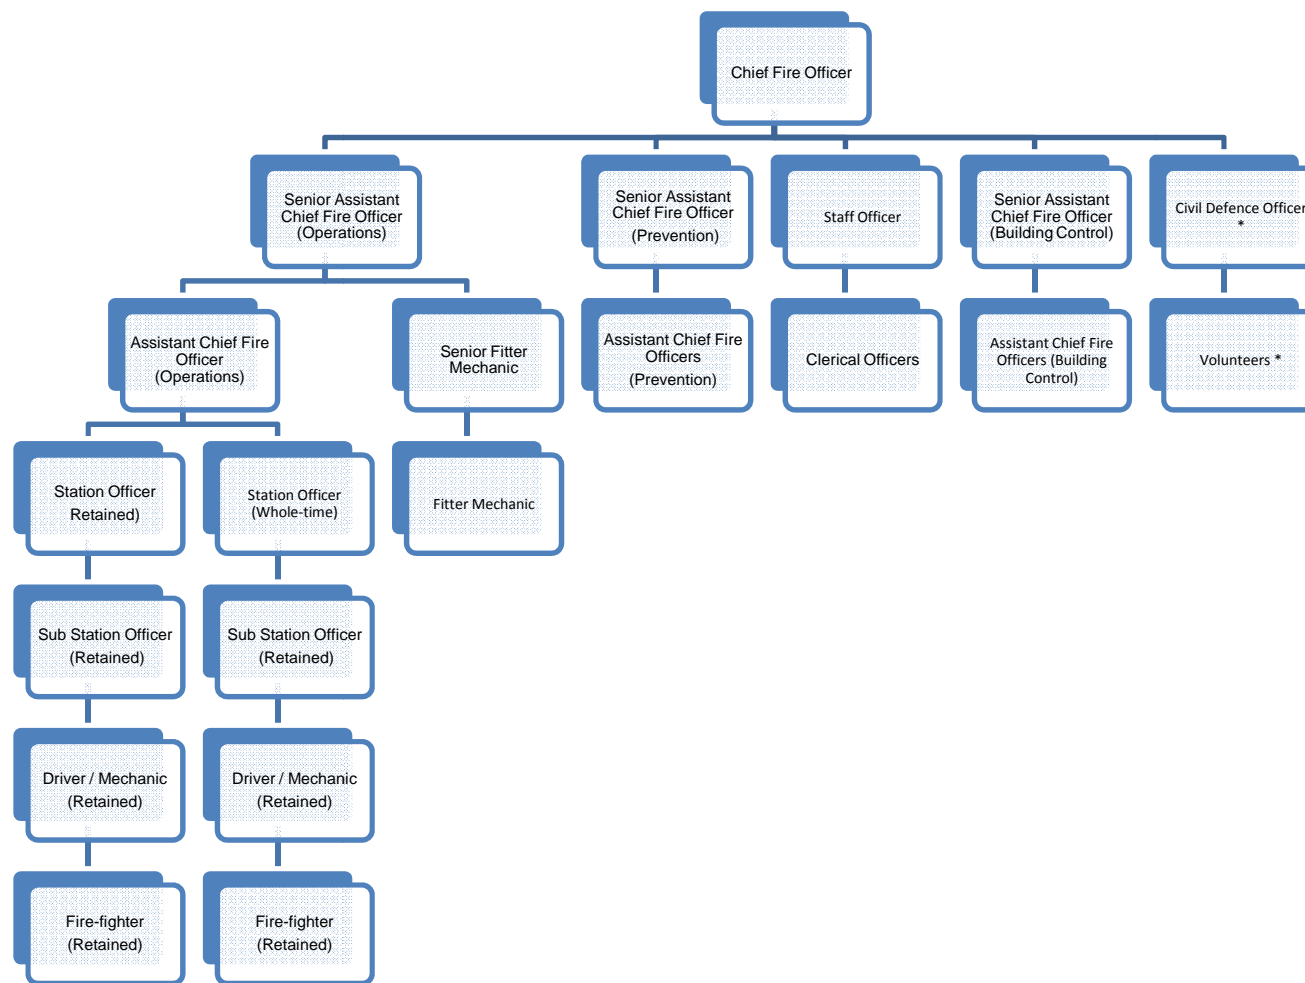 Chief Fire Officer
Senior Assistant
Chief Fire Officer
(Operations)
Senior Assistant
Chief Fire Officer
(Prevention)
Staff Officer
Senior Assistant
Chief Fire Officer
(Building Control)
Civil Defence Officer
*
Assistant Chief Fire
Officer
(Operations)
Senior Fitter
Mechanic
Assistant Chief Fire
Officers
(Prevention)
Clerical Officers
Assistant Chief Fire
Officers (Building
Control)
Volunteers *
Station Officer
Retained)
Station Officer
(Whole-time)
Fitter Mechanic
Sub Station Officer
(Retained)
Sub Station Officer
(Retained)
Driver / Mechanic
(Retained)
Driver / Mechanic
(Retained)
Fire-fighter
(Retained)
Fire-fighter
(Retained)